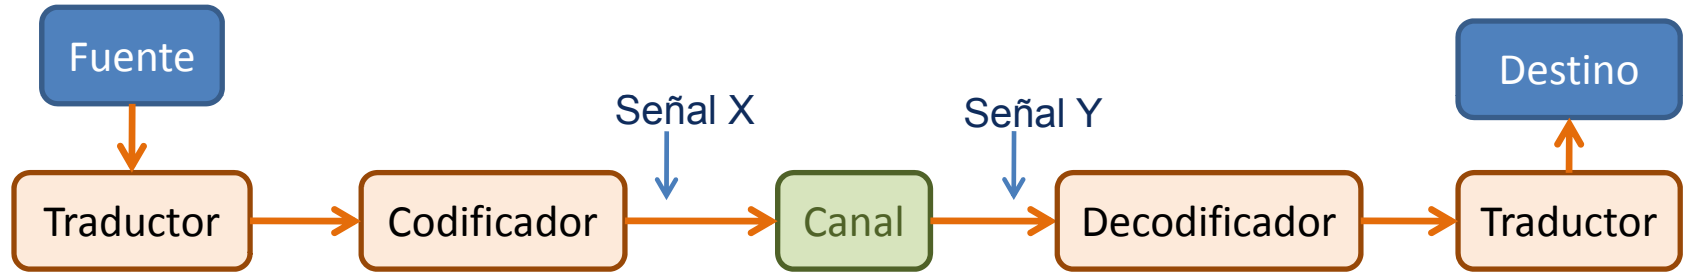 Fuente
Destino
Señal X
Señal Y
Traductor
Codificador
Canal
Decodificador
Traductor